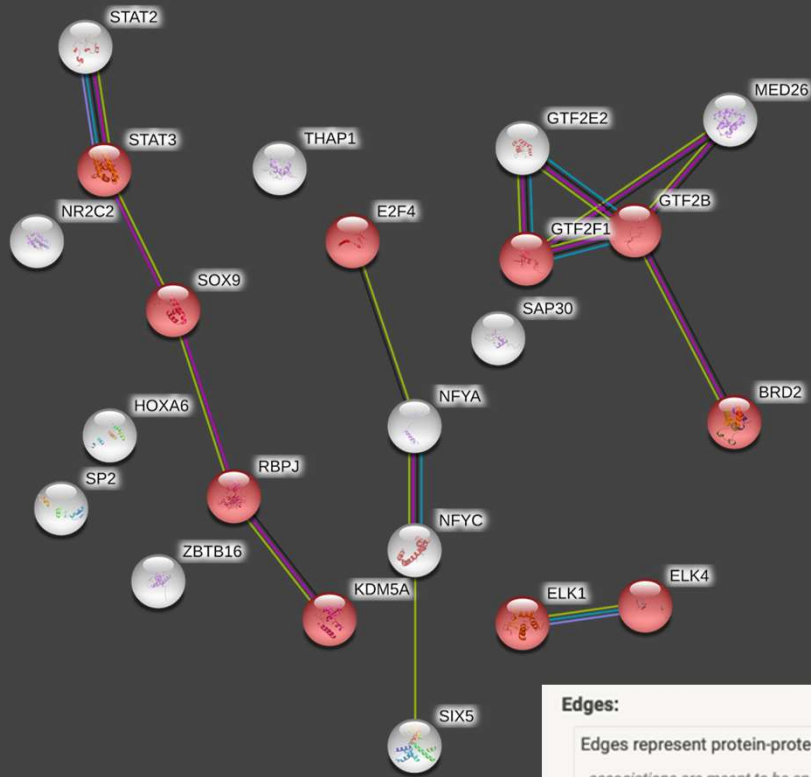 STAT2
MED26
GTF2E2
STAT3
THAP1
GTF2B
NR2C2
E2F4
GTF2F1
SOX9
SAP30
BRD2
NFYA
HOXA6
RBPJ
SP2
NFYC
ZBTB16
KDM5A
ELK1
ELK4
SIX5
Edges:
Edges represent protein-prote